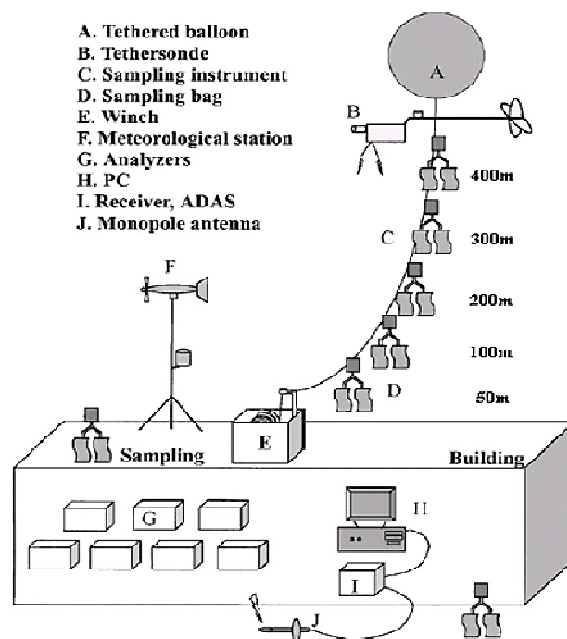 A. Tethered balloon
B. Tethersonde
C. Sampling instrument
D. Sampling bag
E. Winch
F. Meteorological station
G. Analyzers
H. PC
I. Receiver, ADAS
J. Monopole antenna
A
B
400m
C
300m
F
200m
100m
D
50m
E
Sampling
Building
G
H
I
J